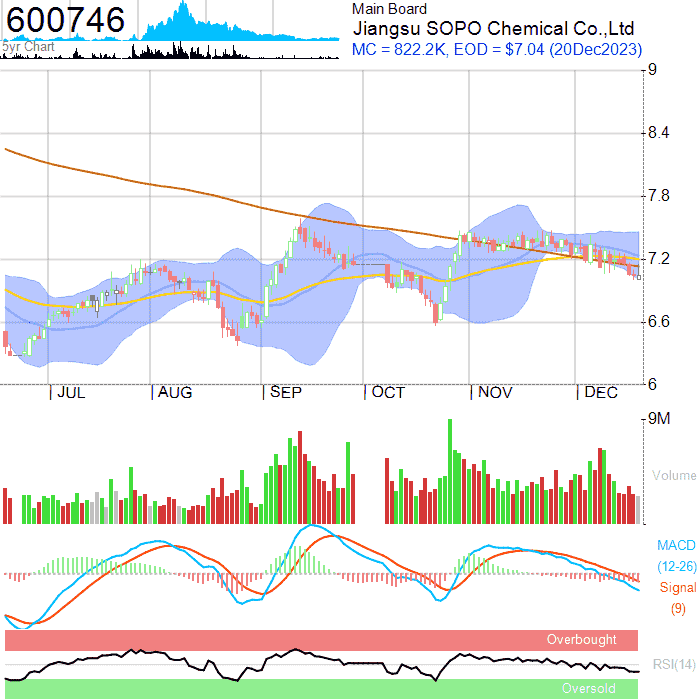 600746
5yr Chart
Main Board
Jiangsu SOPO Chemical Co.,Ltd
MC = 822.2K, EOD = $7.04 (20Dec2023)
9
8.4
7.8
7.2
6.6
6
JUL
AUG
SEP
OCT
NOV
DEC
9M
Volume
MACD
(12-26)
Signal
(9)
Overbought
RSI(14)
Oversold